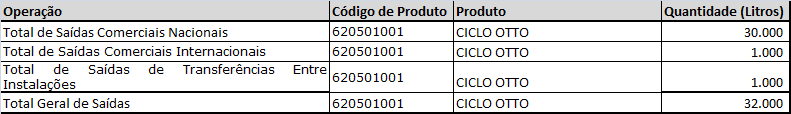 Operação Código de Produto Produto Quantidade (Litros)
Total de Saídas Comerciais Nacionais 620501001 CICLO OTTO 30.000
Total de Saídas Comerciais Internacionais 620501001 CICLO OTTO 1.000
Total de Saídas de Transferências Entre
Instalações 620501001 CICLO OTTO 1.000
Total Geral de Saídas 620501001 CICLO OTTO 32.000